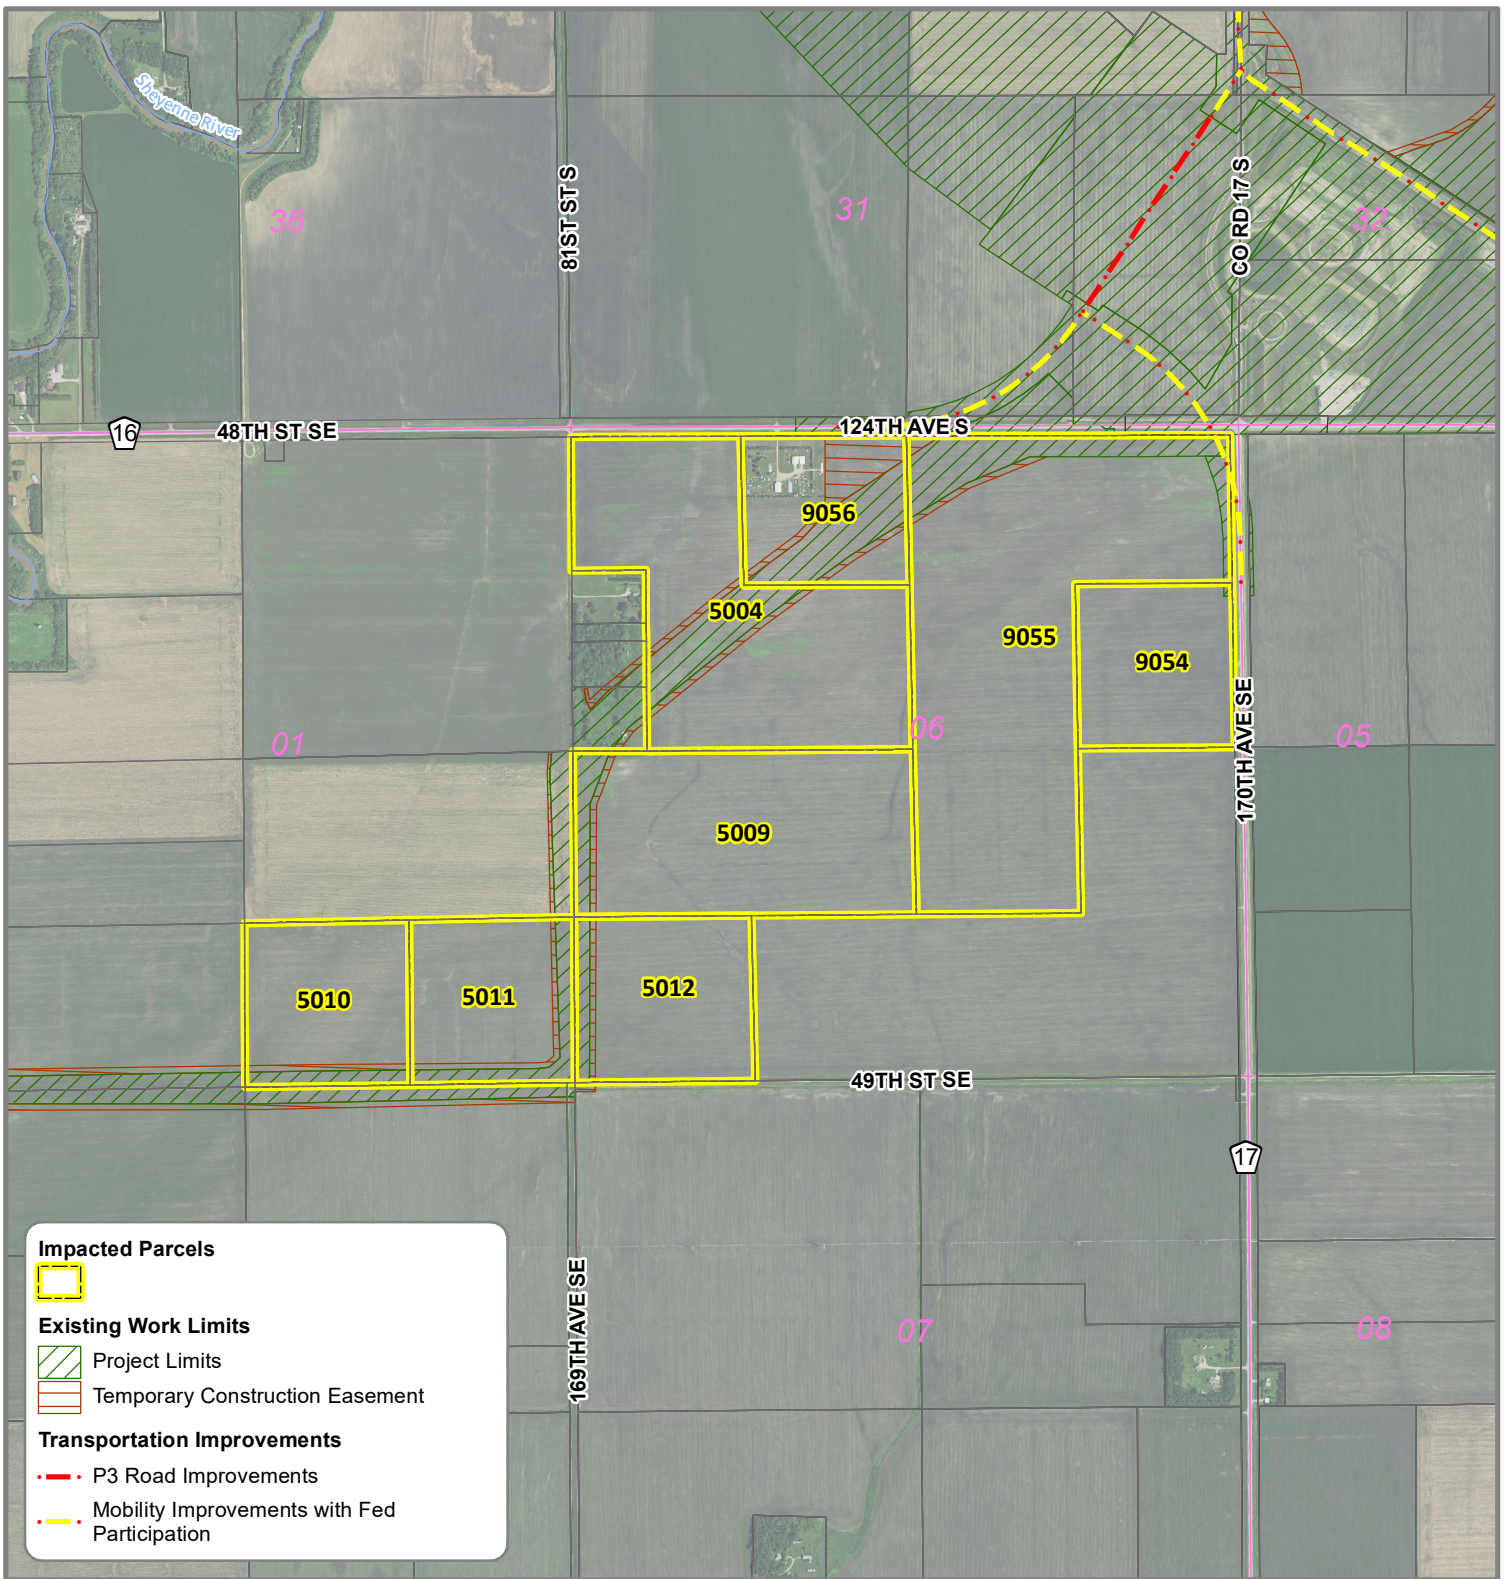 Sheyenne River
36
81ST ST S
31
CO RD 17 S
32
16
48TH ST SE
124TH AVE S
9056
5004
9055
9054
01
06
170TH AVE SE
05
5009
5010
5011
5012
49TH ST SE
17
169TH AVE SE
07
08
Impacted Parcels
Existing Work Limits
Project Limits
Temporary Construction Easement
Transportation Improvements
P3 Road Improvements
Mobility Improvements with Fed
Participation